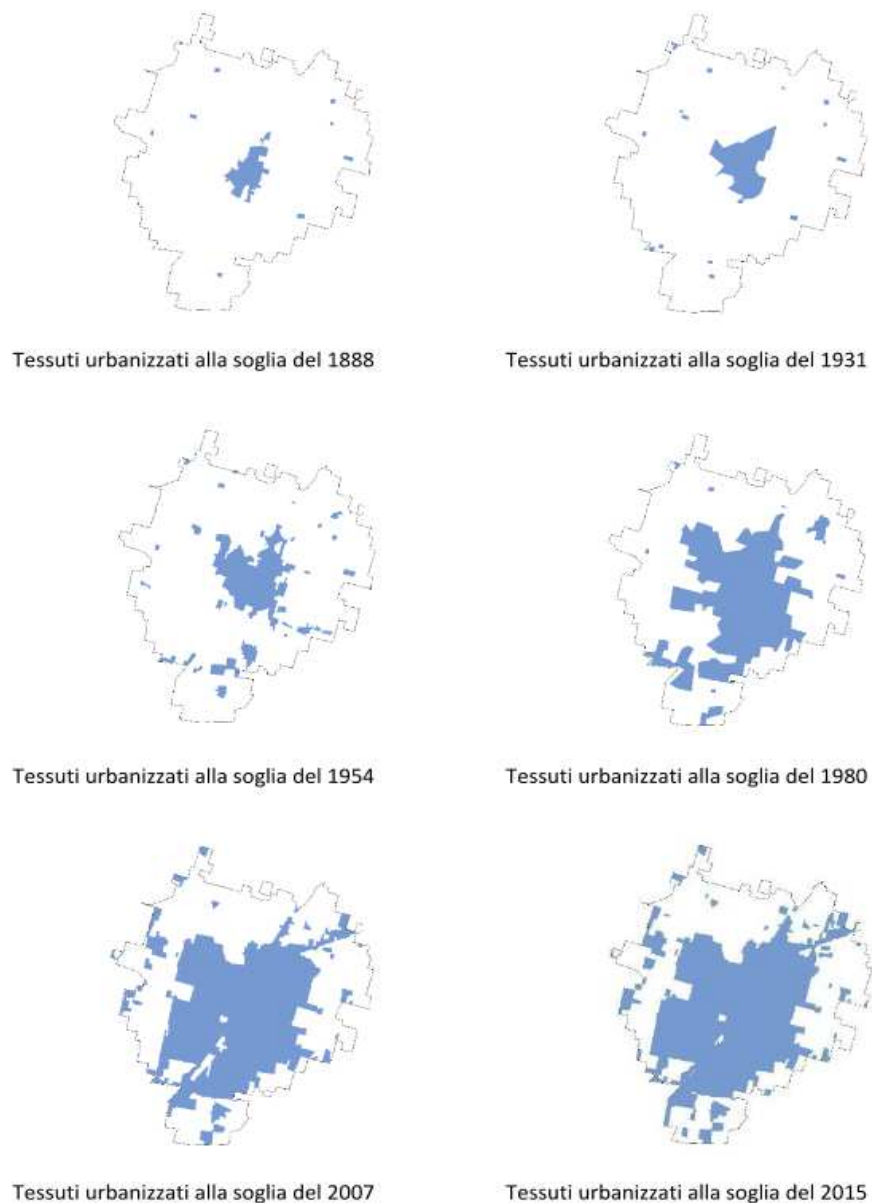 Tessuti urbanizzati alla soglia del 1888
Tessuti urbanizzati alla soglia del 1931
Tessuti urbanizzati alla soglia del 1954
Tessuti urbanizzati alla soglia del 1980
Tessuti urbanizzati alla soglia del 2007
Tessuti urbanizzati alla soglia del 2015